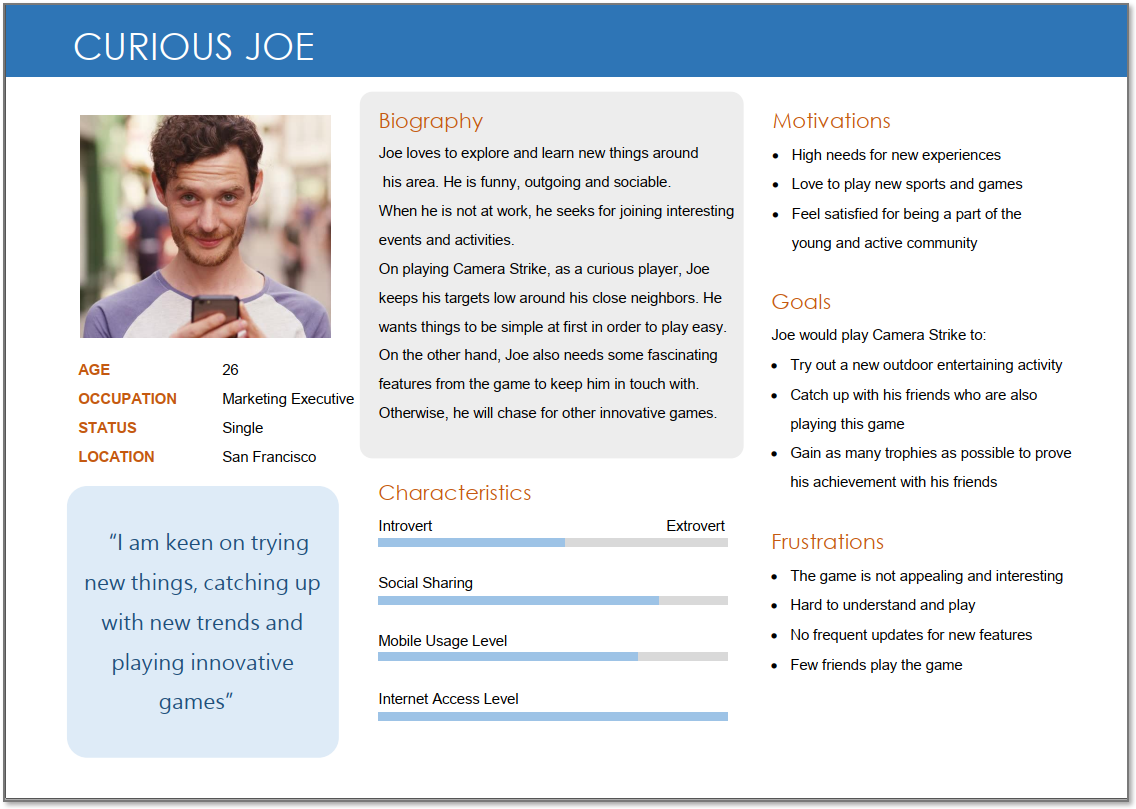 CURIOUS JOE
AGE 26
OCCUPATION Marketing Executive
STATUS Single
LOCATION San Francisco
“I am keen on trying
new things, catching up
with new trends and
playing innovative
games”
Biography
Joe loves to explore and learn new things around
his area. He is funny, outgoing and sociable.
When he is not at work, he seeks for joining interesting
events and activities.
On playing Camera Strike, as a curious player, Joe
keeps his targets low around his close neighbors. He
wants things to be simple at first in order to play easy.
On the other hand, Joe also needs some fascinating
features from the game to keep him in touch with.
Otherwise, he will chase for other innovative games.
Characteristics
Introvert Extrovert
Social Sharing
Mobile Usage Level
Internet Access Level
Motivations
• High needs for new experiences
• Love to play new sports and games
• Feel satisfied for being a part of the
young and active community
Goals
Joe would play Camera Strike to:
• Try out a new outdoor entertaining activity
• Catch up with his friends who are also
playing this game
• Gain as many trophies as possible to prove
his achievement with his friends
Frustrations
• The game is not appealing and interesting
• Hard to understand and play
• No frequent updates for new features
• Few friends play the game